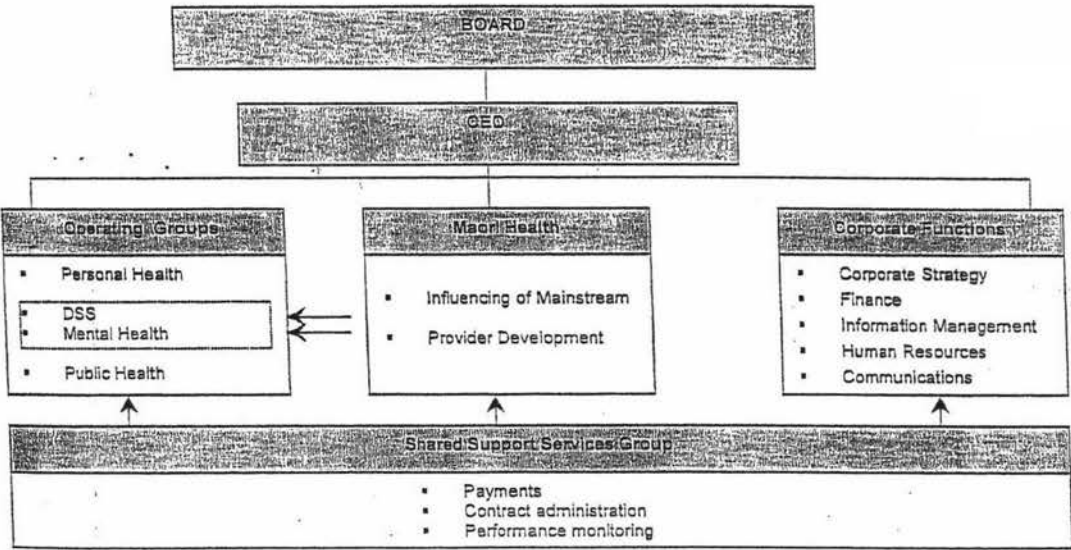 BOARD
CEO
Operating Groups
Personal Health
DSS
Mental Health
Public Health
Maori Health
Influencing of Mainstream
Provider Development
Corporate Functions
Corporate Strategy
Finance
Information Management
Human Resources
Communications
Shared Support Services Group
Payments
Contract administration
Performance monitoring